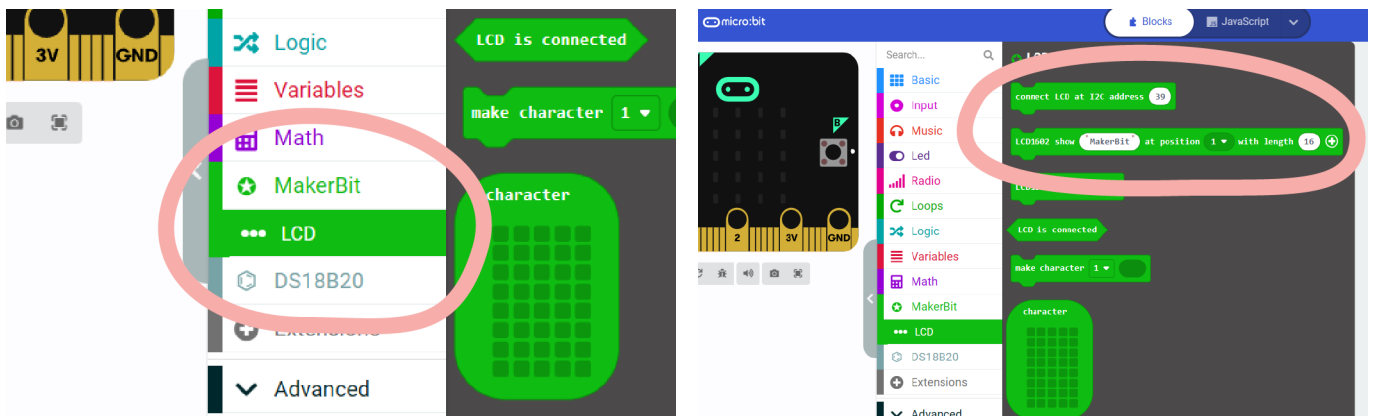 3V
GND
Logic
Variables
Math
MakerBit
LCD
DS18B20
Extensions
Advanced
LCD is connected
make character 1
character
micro:bit
Blocks
JavaScript
B
2
3V
GND
Search...
Basic
Input
Music
Led
Radio
Loops
Logic
Variables
Math
MakerBit
LCD
DS18B20
Extensions
Advanced
connect LCD at I2C address 39
LCD1602 show "MakerBit" at position 1 with length 16
LCD is connected
make character 1
character